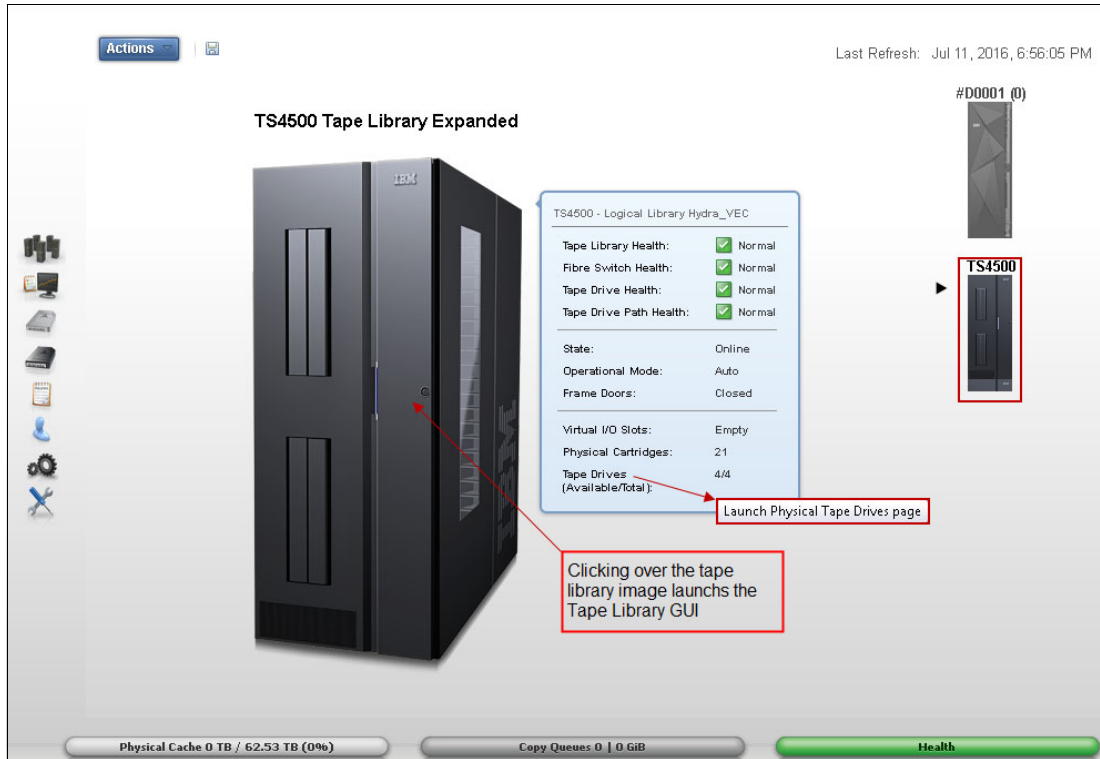 Actions
Last Refresh: Jul 11, 2016, 6:56:05 PM
#D0001 (0)
TS4500 Tape Library Expanded
IBM
TS4500 - Logical Library Hydra_VEC
Tape Library Health: Normal
Fibre Switch Health: Normal
Tape Drive Health: Normal
Tape Drive Path Health: Normal
State: Online
Operational Mode: Auto
Frame Doors: Closed
Virtual I/O Slots: Empty
Physical Cartridges: 21
Tape Drives 4/4
(Available/Total):
TS4500
IBM
Launch Physical Tape Drives page
Clicking over the tape
library image launchs the
Tape Library GUI
Physical Cache 0 TB / 62.53 TB (0%)
Copy Queues 0 | 0 GiB
Health